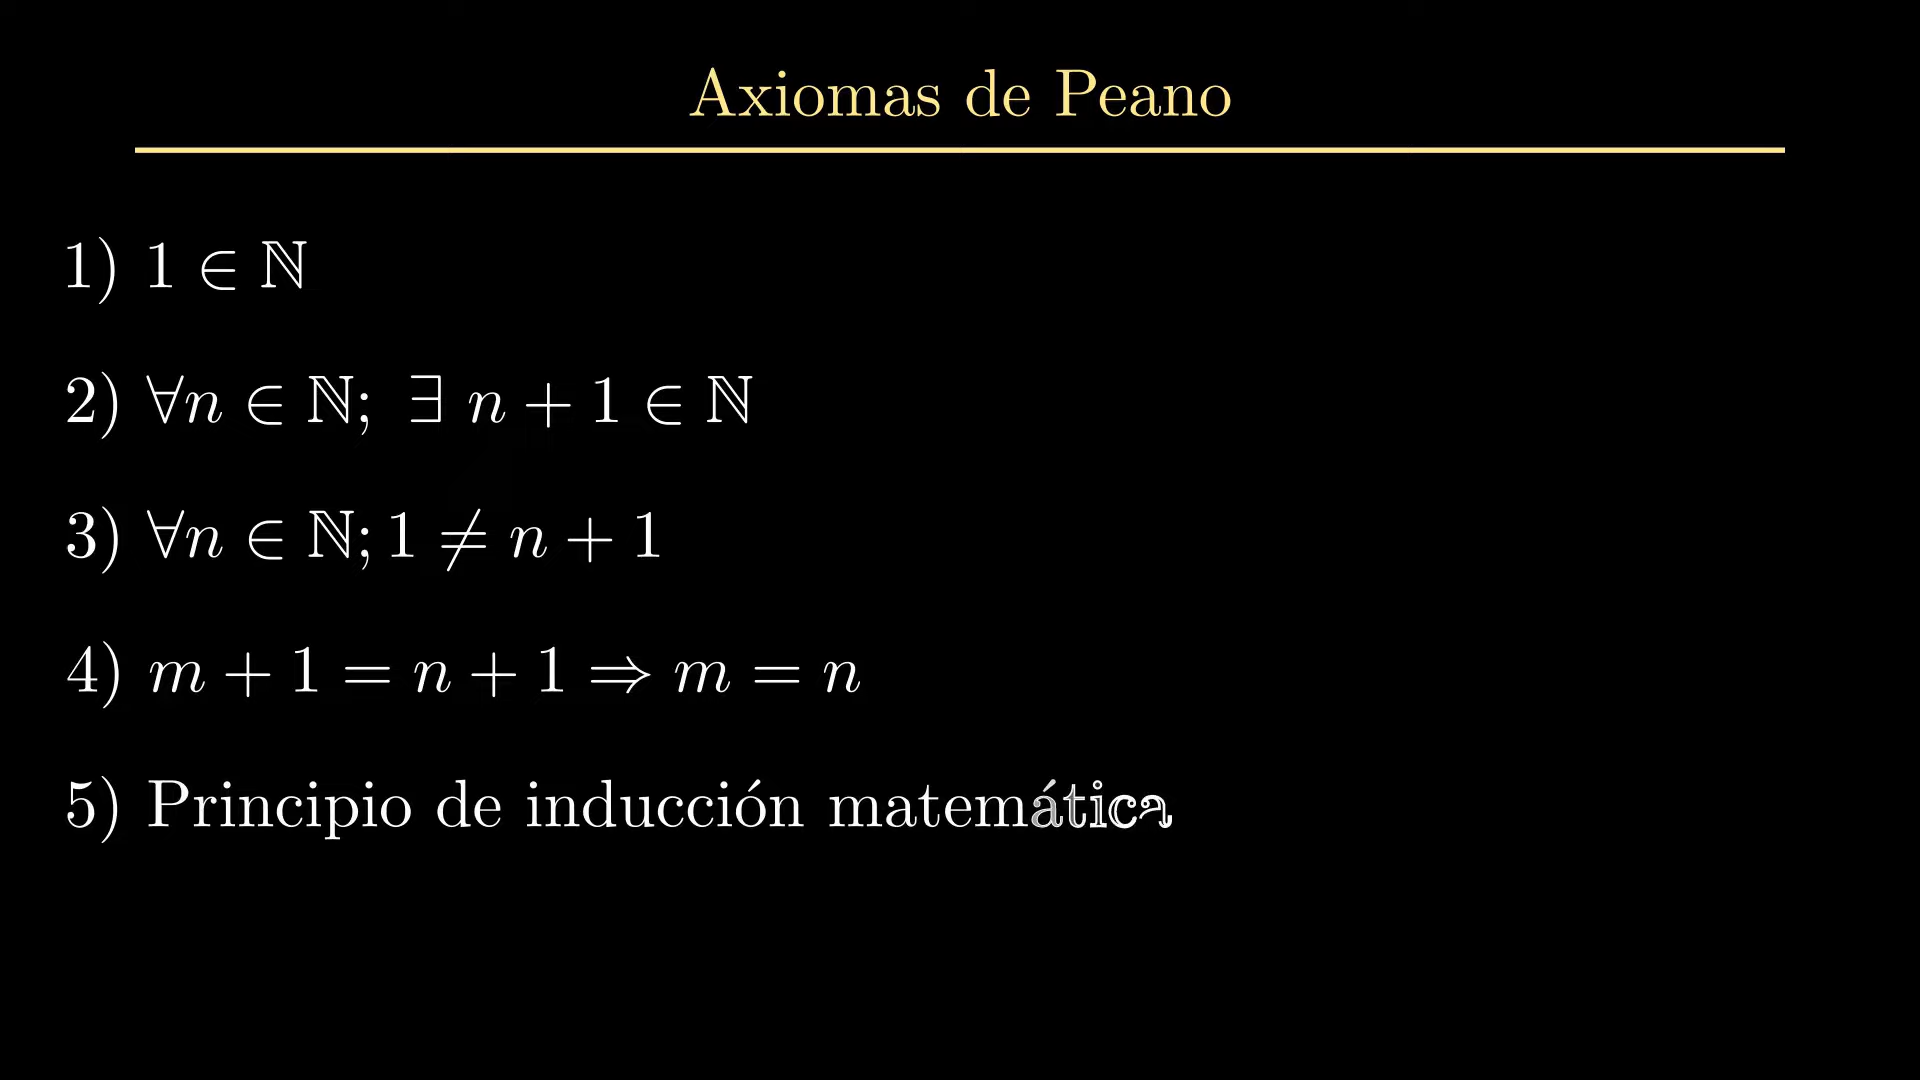 Axiomas de Peano
1) 1 ∈ ℕ
2) ∀n ∈ ℕ; ∃ n + 1 ∈ ℕ
3) ∀n ∈ ℕ; 1 ≠ n + 1
4) m + 1 = n + 1 ⇒ m = n
5) Principio de inducción matemática